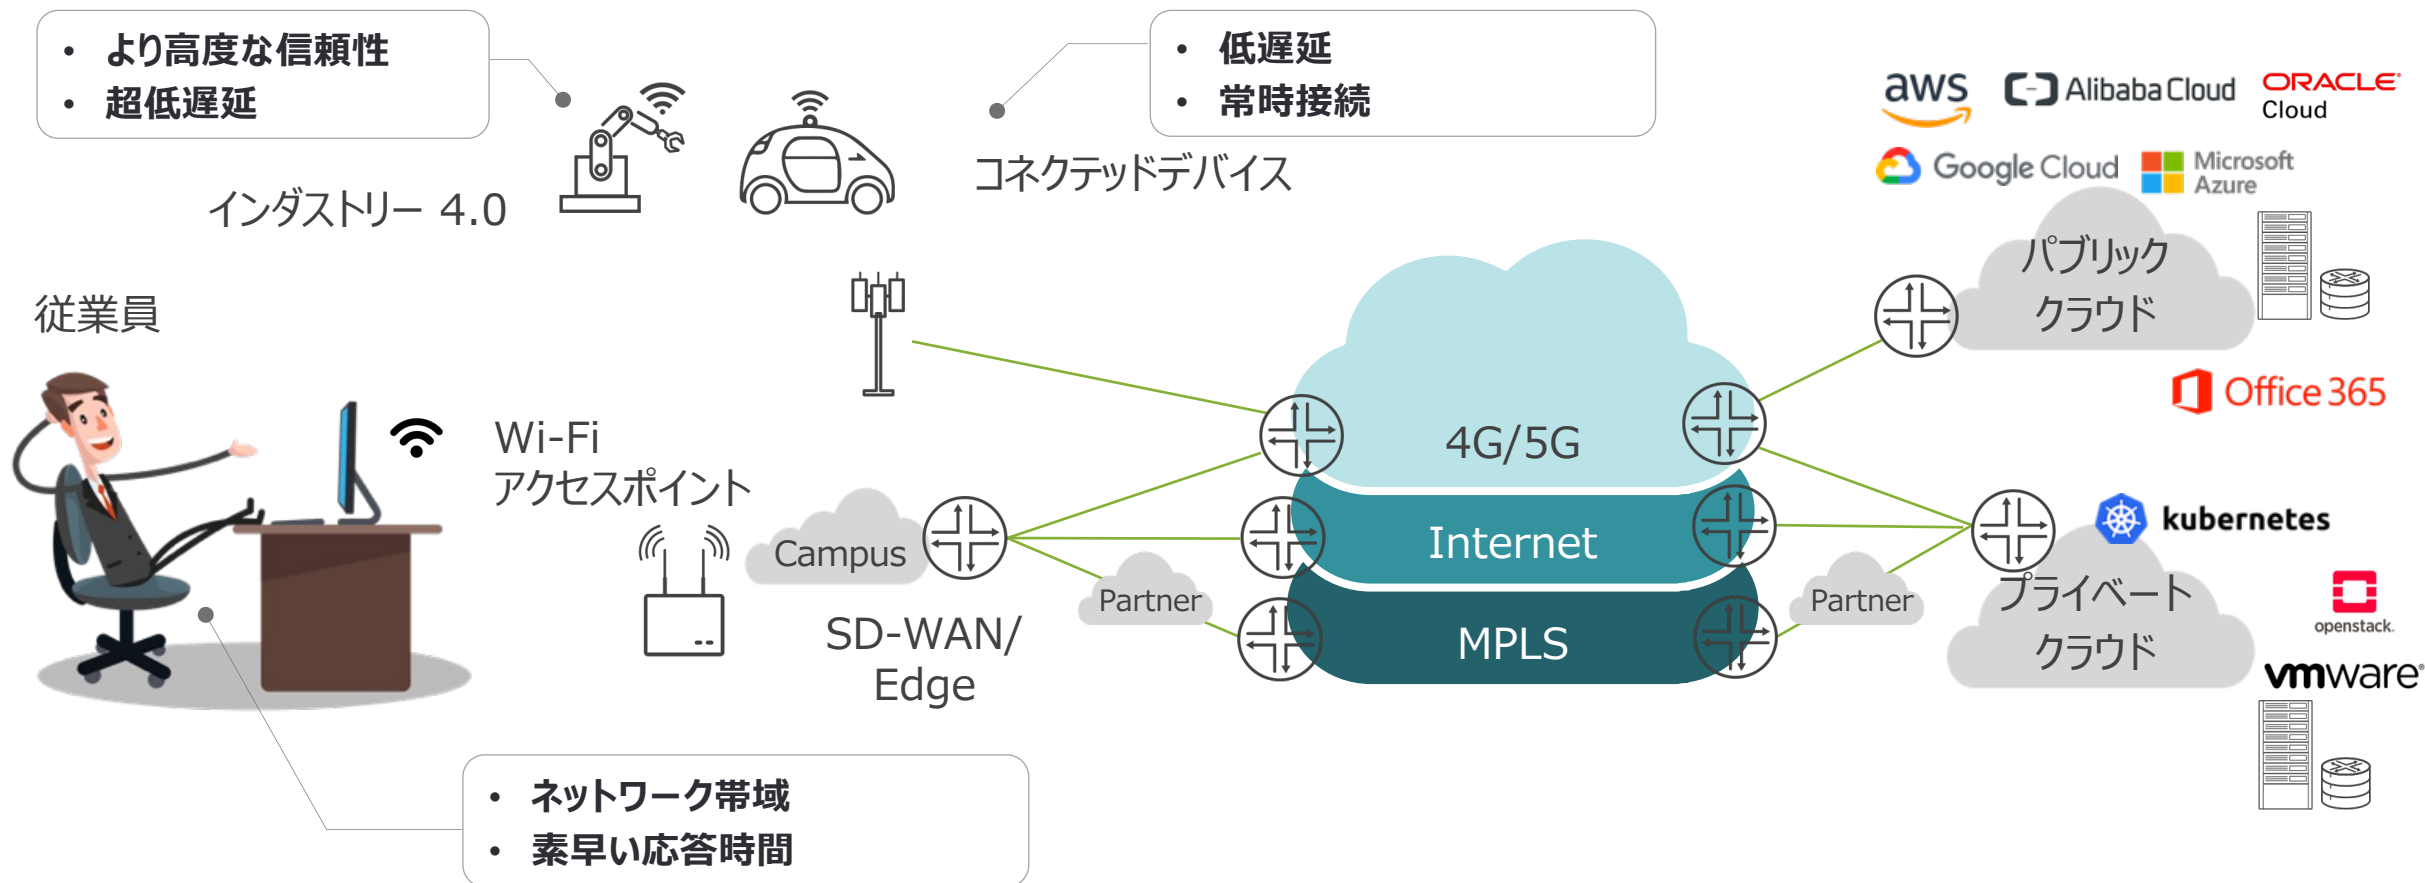 • より高度な信頼性
• 超低遅延
• 低遅延
• 常時接続
aws
Alibaba Cloud
ORACLE
Cloud
Google Cloud
Microsoft
Azure
コネクテッドデバイス
インダストリー 4.0
パブリック
クラウド
従業員
Office 365
Wi-Fi
アクセスポイント
4G/5G
kubernetes
Campus
Internet
Partner
Partner
プライベート
クラウド
openstack.
SD-WAN/
Edge
MPLS
vmware®
• ネットワーク帯域
• 素早い応答時間